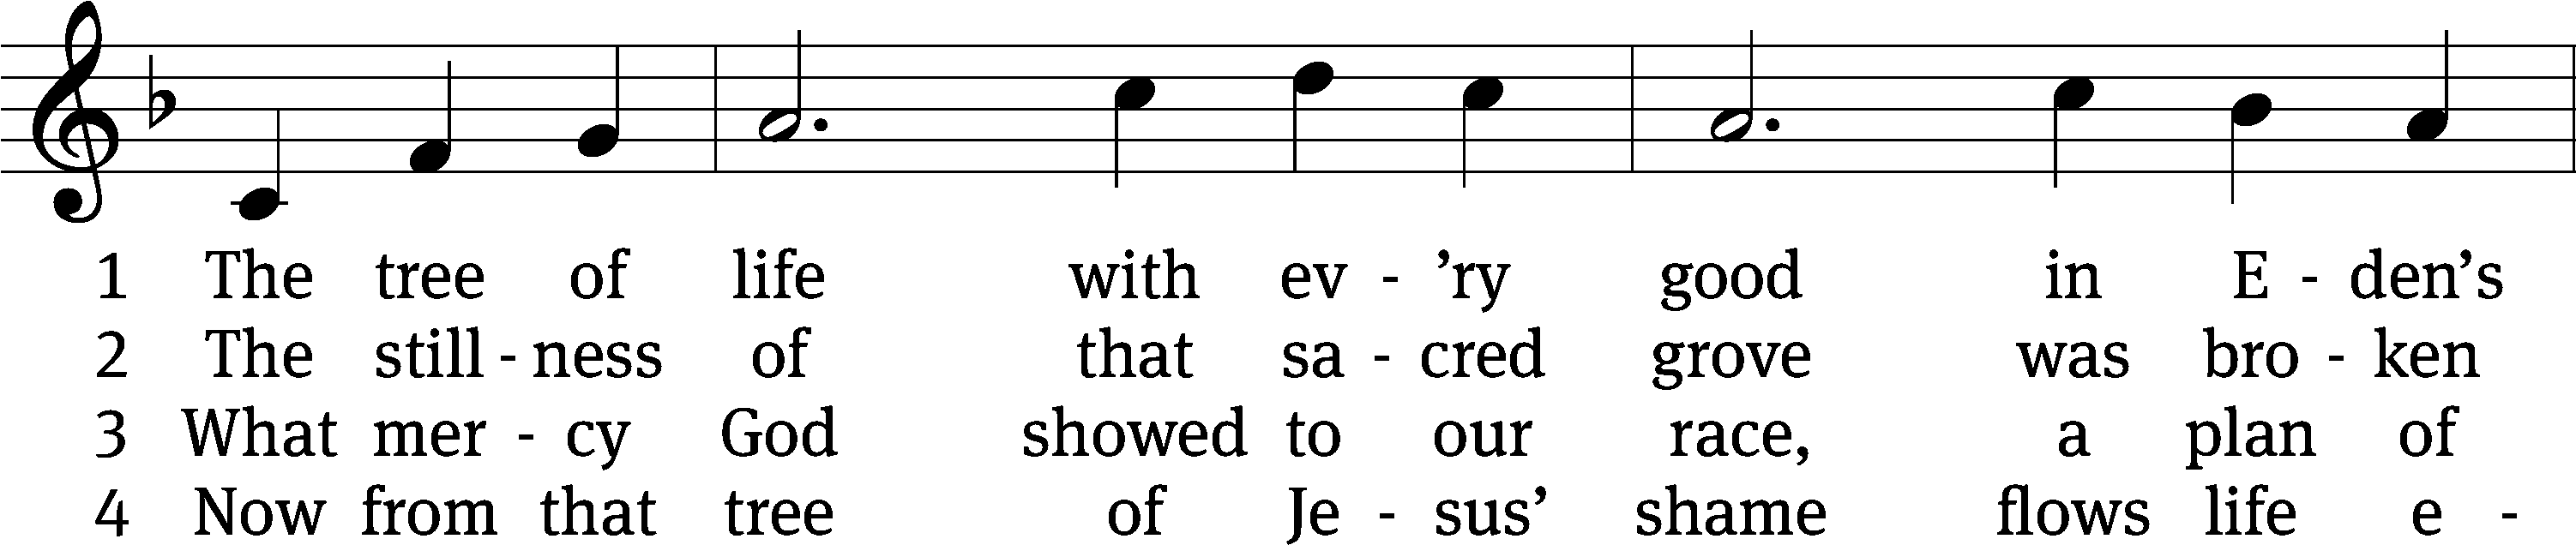 1 The tree of life with ev - ’ry good in E - den’s
2 The still - ness of that sa - cred grove was bro - ken
3 What mer - cy God showed to our race, a plan of
4 Now from that tree of Je - sus’ shame flows life e -